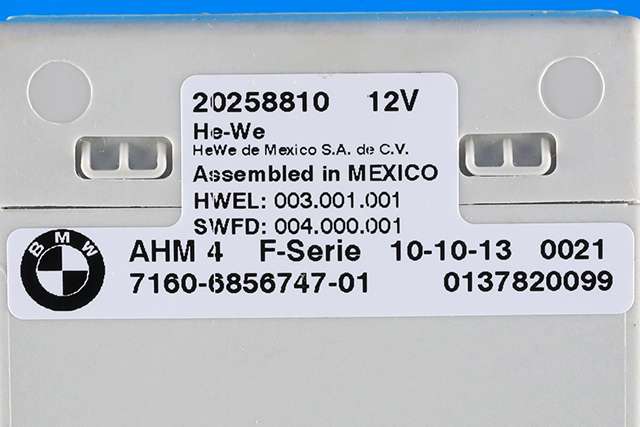 20258810 12V
He-We
HeWe de Mexico S.A. de C.V.
Assembled in MEXICO
HWEL: 003.001.001
SWFD: 004.000.001
BMW
AHM 4 F-Serie 10-10-13 0021
7160-6856747-01 0137820099